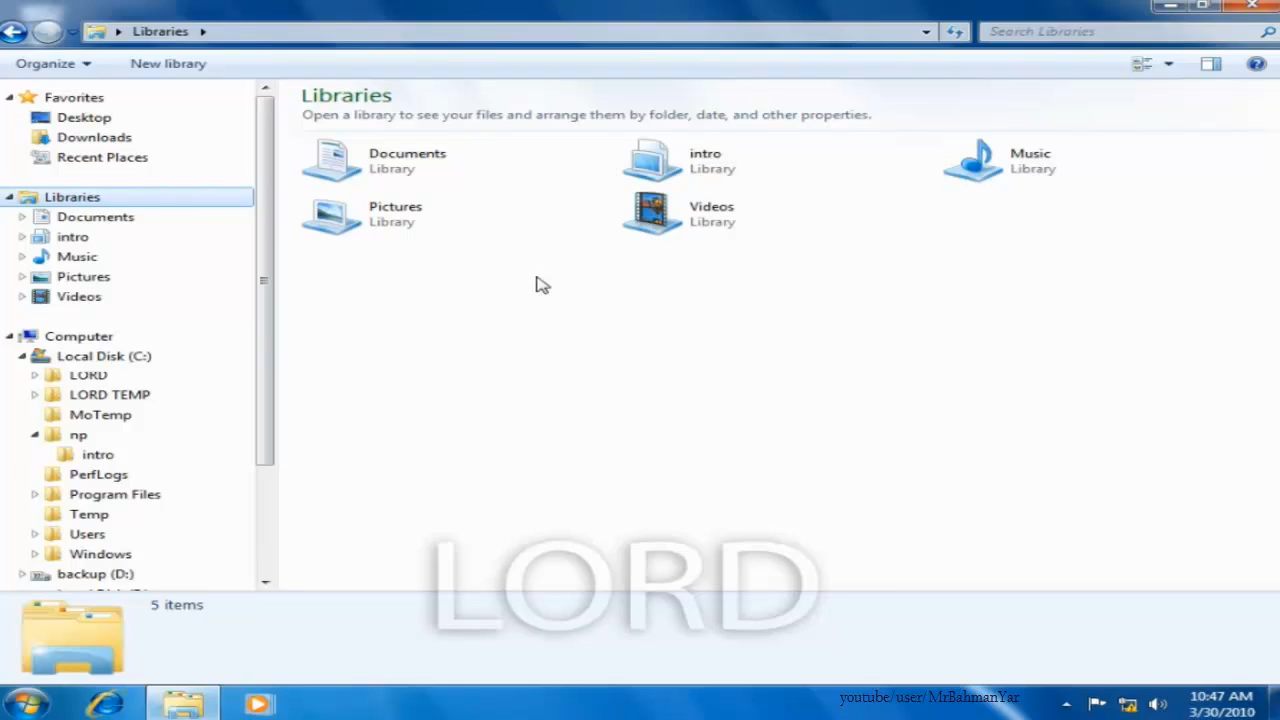 Libraries
Search Libraries
Organize
New library
Favorites
Desktop
Downloads
Recent Places
Libraries
Documents
intro
Music
Pictures
Videos
Computer
Local Disk (C:)
LORD
LORD TEMP
MoTemp
np
intro
PerfLogs
Program Files
Temp
Users
Windows
backup (D:)
Libraries
Open a library to see your files and arrange them by folder, date, and other properties.
Documents
Library
intro
Library
Music
Library
Pictures
Library
Videos
Library
5 items
LORD
youtube/user/MrBahmanYar
10:47 AM
3/30/2010